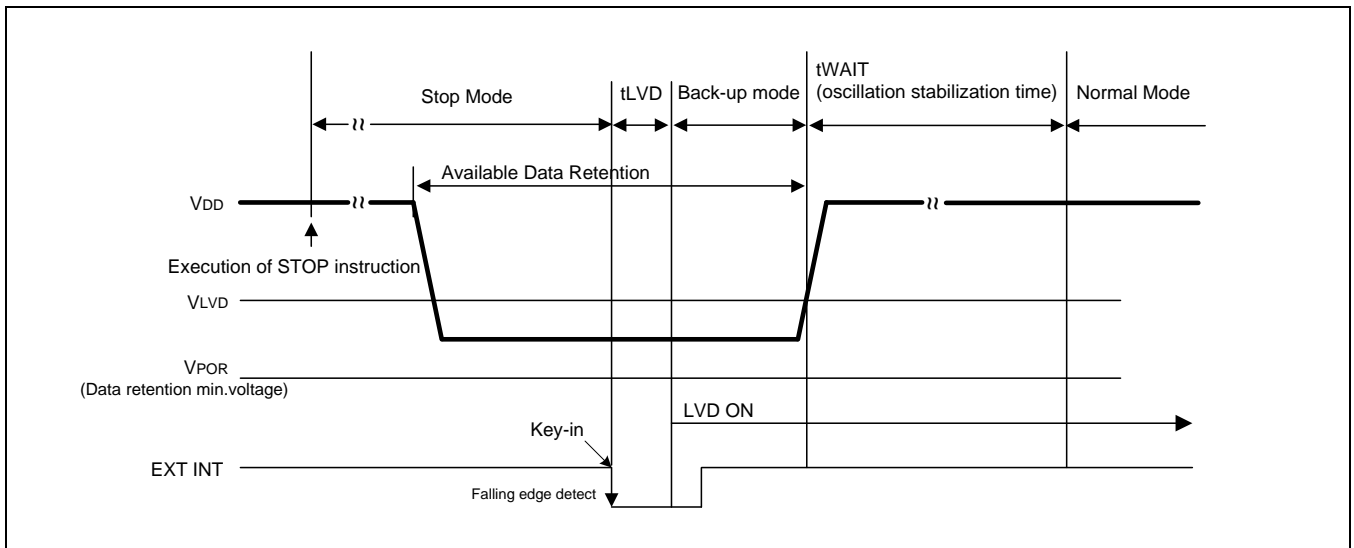 tWAIT
(oscillation stabilization time)
Stop Mode
tLVD
Back-up mode
Normal Mode
Available Data Retention
VDD
Execution of STOP instruction
VLVD
VPOR
(Data retention min.voltage)
LVD ON
Key-in
EXT INT
Falling edge detect